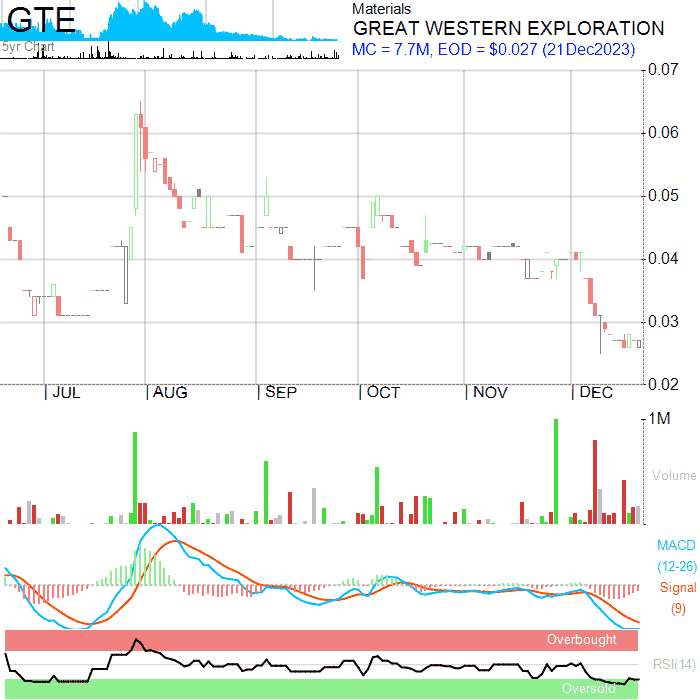 GTE
5yr Chart
Materials
GREAT WESTERN EXPLORATION
MC = 7.7M, EOD = $0.027 (21Dec2023)
0.07
0.06
0.05
0.04
0.03
0.02
JUL AUG SEP OCT NOV DEC
1M
Volume
MACD
(12-26)
Signal
(9)
Overbought
RSI(14)
Oversold